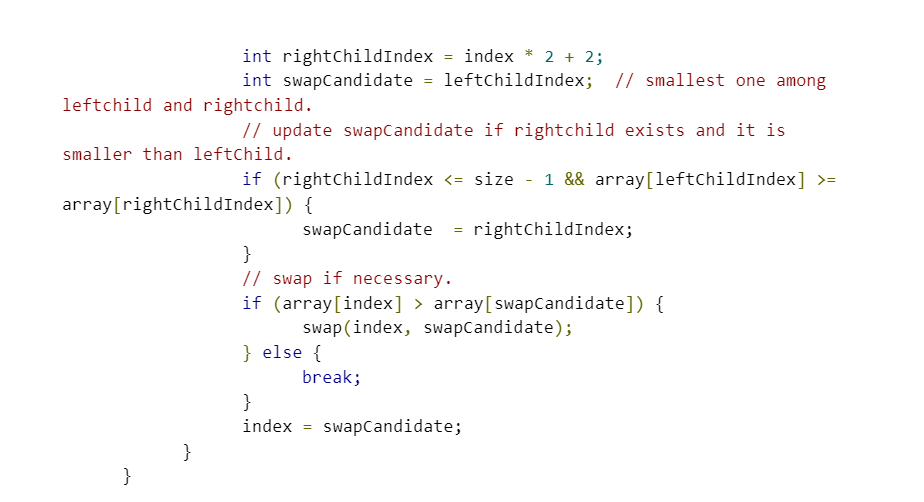 int rightChildIndex = index * 2 + 2;
int swapCandidate = leftChildIndex;  // smallest one among
leftchild and rightchild.
// update swapCandidate if rightchild exists and it is
smaller than leftChild.
if (rightChildIndex <= size - 1 && array[leftChildIndex] >=
array[rightChildIndex]) {
swapCandidate  = rightChildIndex;
}
// swap if necessary.
if (array[index] > array[swapCandidate]) {
swap(index, swapCandidate);
} else {
break;
}
index = swapCandidate;
}
}